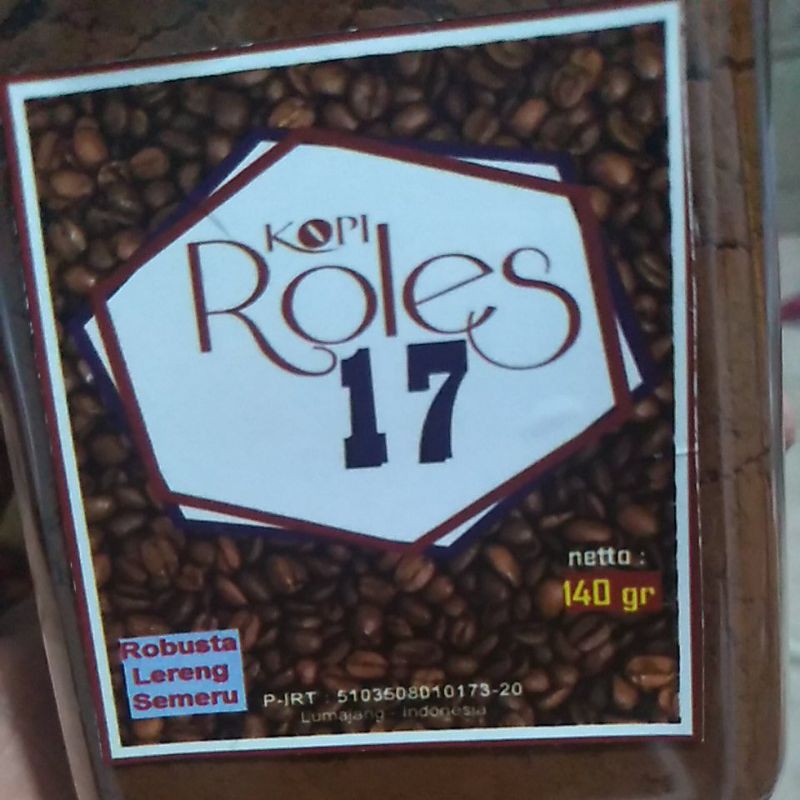 KOPI
Roles
17
netto :
140 gr
Robusta
Lereng
Semeru
P-IRT : 5103508010173-20
Lumajang - Indonesia